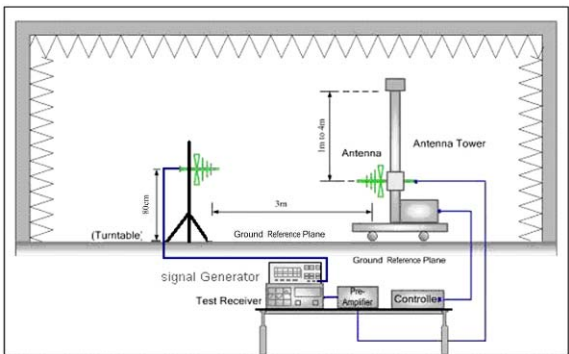 1m to 4m
Antenna Tower
Antenna
80cm
3m
(Turntable)
Ground Reference Plane
Ground Reference Plane
signal Generator
Test Receiver
Pre-
Amplifier
Controller